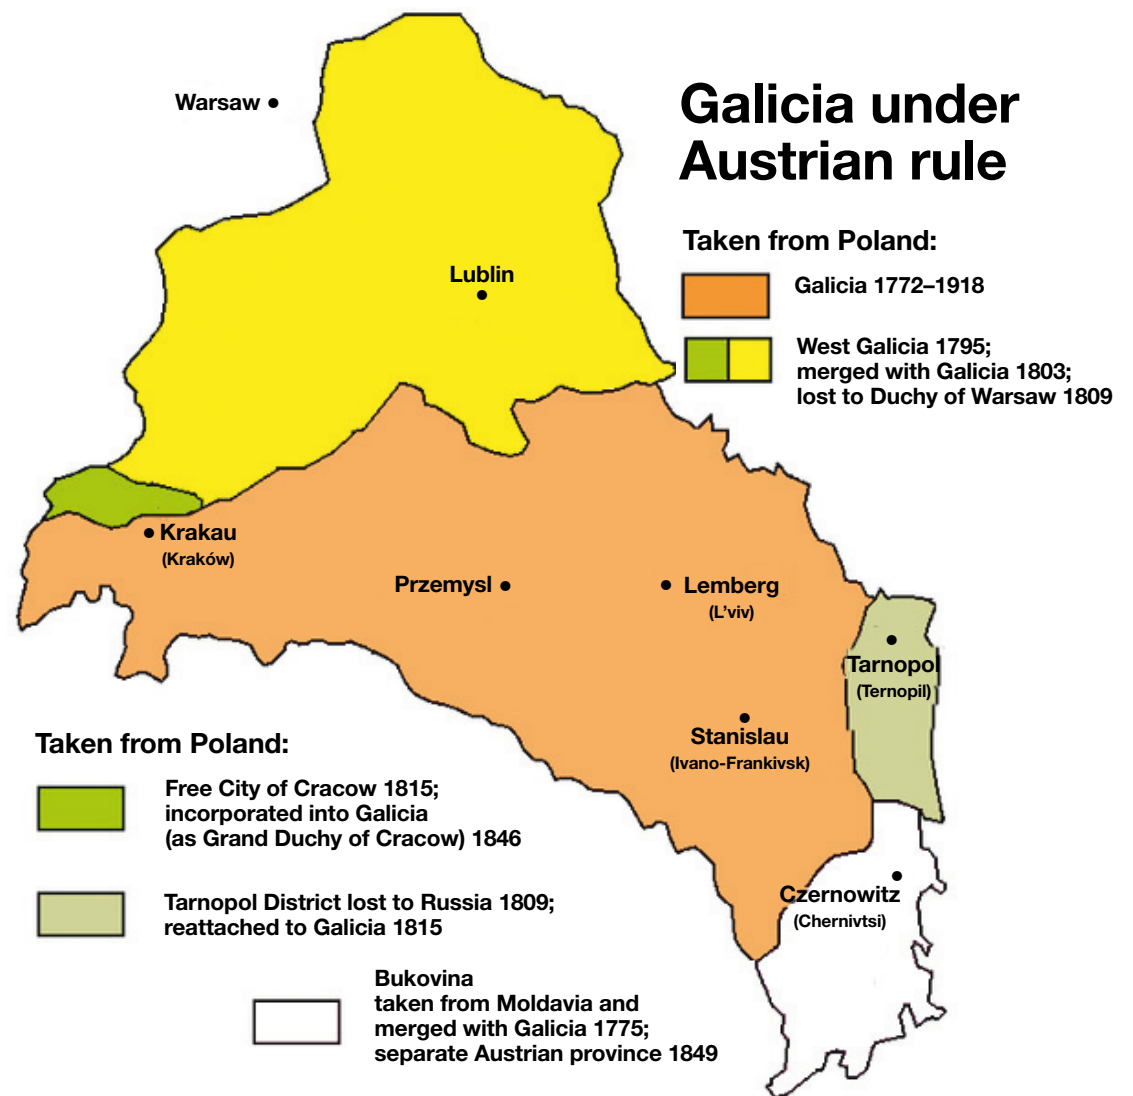 Galicia under
Austrian rule
Warsaw
Taken from Poland:
Galicia 1772–1918
West Galicia 1795;
merged with Galicia 1803;
lost to Duchy of Warsaw 1809
Lublin
Krakau
(Kraków)
Przemysl
Lemberg
(L'viv)
Tarnopol
(Ternopil)
Stanislau
(Ivano-Frankivsk)
Czernowitz
(Chernivtsi)
Taken from Poland:
Free City of Cracow 1815;
incorporated into Galicia
(as Grand Duchy of Cracow) 1846
Tarnopol District lost to Russia 1809;
reattached to Galicia 1815
Bukovina
taken from Moldavia and
merged with Galicia 1775;
separate Austrian province 1849